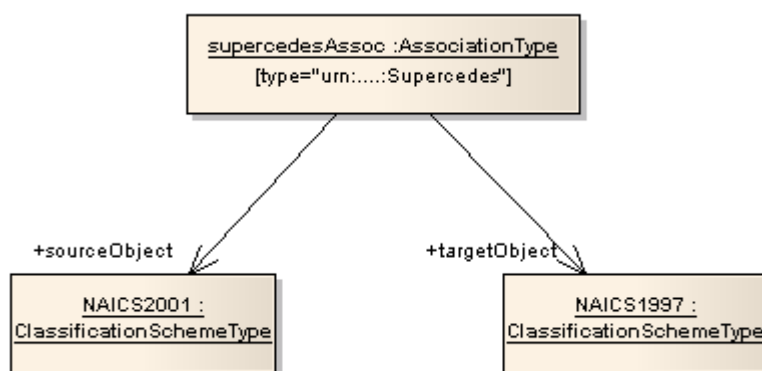 supercedesAssoc :AssociationType
[type="urn:....:Supercedes"]
+sourceObject
+targetObject
NAICS2001 :
ClassificationSchemeType
NAICS1997 :
ClassificationSchemeType